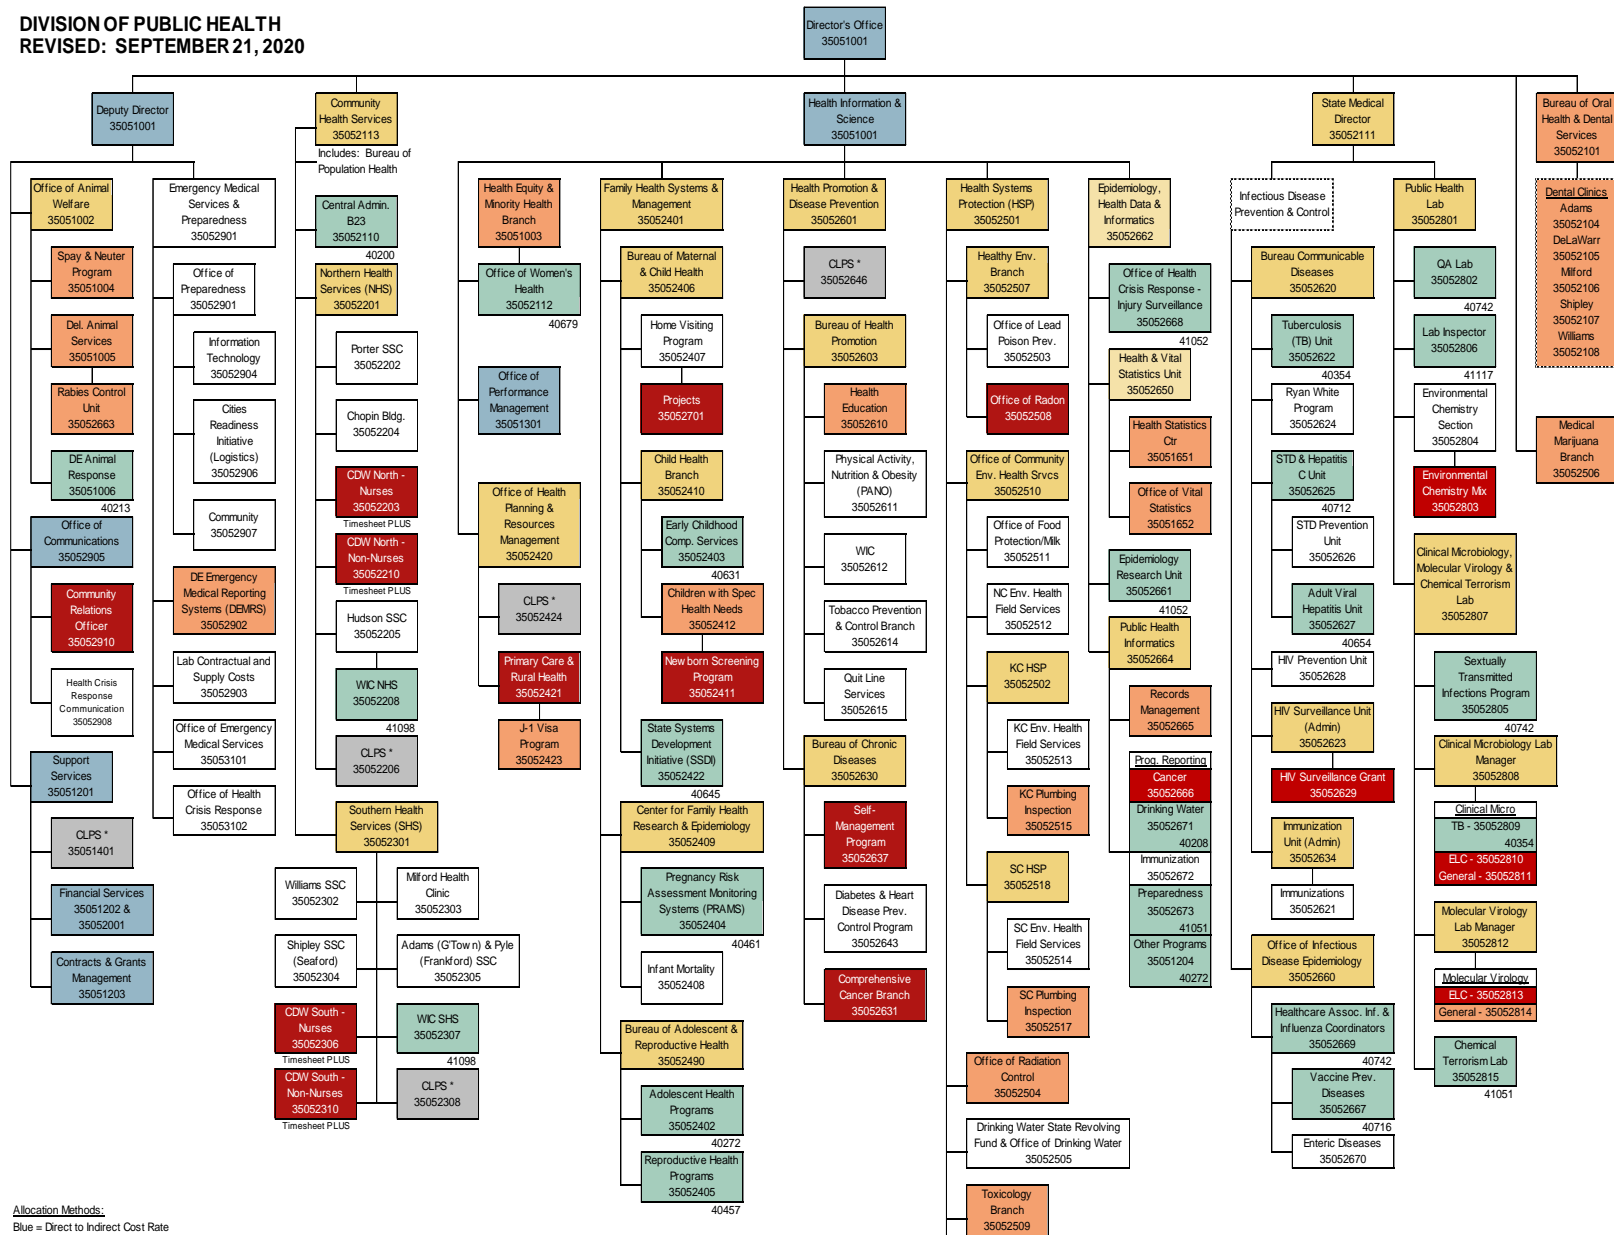 DIVISION OF PUBLIC HEALTH
REVISED: SEPTEMBER 21, 2020
Director's Office
35051001
Deputy Director
35051001
Community
Health Services
35052113
Includes: Bureau of
Population Health
Health Information &
Science
35051001
State Medical
Director
35052111
Bureau of Oral
Health & Dental
Services
35052101
Office of Animal
Welfare
35051002
Spay & Neuter
Program
35051004
Del. Animal
Services
35051005
Rabies Control
Unit
35052663
DE Animal
Response
35051006
40213
Office of
Communications
35052905
Community
Relations
Officer
35052910
Health Crisis
Response
Communication
35052908
Support
Services
35051201
CLPS *
35051401
Financial Services
35051202 &
35052001
Contracts & Grants
Management
35051203
Emergency Medical
Services &
Preparedness
35052901
Office of
Preparedness
35052901
Information
Technology
35052904
Cities
Readiness
Initiative
(Logistics)
35052906
Community
35052907
DE Emergency
Medical Reporting
Systems (DEMRS)
35052902
Lab Contractual and
Supply Costs
35052903
Office of Emergency
Medical Services
35053101
Office of Health
Crisis Response
35053102
Central Admin.
B23
35052110
40200
Northern Health
Services (NHS)
35052201
Porter SSC
35052202
Chopin Bldg.
35052204
CDW North -
Nurses
35052203
Timesheet PLUS
CDW North -
Non-Nurses
35052210
Timesheet PLUS
Hudson SSC
35052205
WIC NHS
35052208
41098
CLPS *
35052206
Southern Health
Services (SHS)
35052301
Williams SSC
35052302
Milford Health
Clinic
35052303
Shipley SSC
(Seaford)
35052304
Adams (G'Town) & Pyle
(Frankford) SSC
35052305
CDW South -
Nurses
35052306
Timesheet PLUS
WIC SHS
35052307
41098
CDW South -
Non-Nurses
35052310
Timesheet PLUS
CLPS *
35052308
Health Equity &
Minority Health
Branch
35051003
Office of Women's
Health
35052112
40679
Office of
Performance
Management
35051301
Office of Health
Planning &
Resources
Management
35052420
CLPS *
35052424
Primary Care &
Rural Health
35052421
J-1 Visa
Program
35052423
Family Health Systems &
Management
35052401
Bureau of Maternal
& Child Health
35052406
Home Visiting
Program
35052407
Projects
35052701
Child Health
Branch
35052410
Early Childhood
Comp. Services
35052403
40631
Children with Spec
Health Needs
35052412
New born Screening
Program
35052411
State Systems
Development
Initiative (SSDI)
35052422
40645
Center for Family Health
Research & Epidemiology
35052409
Pregnancy Risk
Assessment Monitoring
Systems (PRAMS)
35052404
40461
Infant Mortality
35052408
Bureau of Adolescent &
Reproductive Health
35052490
Adolescent Health
Programs
35052402
40272
Reproductive Health
Programs
35052405
40457
Health Promotion &
Disease Prevention
35052601
CLPS *
35052646
Bureau of Health
Promotion
35052603
Health
Education
35052610
Physical Activity,
Nutrition & Obesity
(PANO)
35052611
WIC
35052612
Tobacco Prevention
& Control Branch
35052614
Quit Line
Services
35052615
Bureau of Chronic
Diseases
35052630
Self-
Management
Program
35052637
Diabetes & Heart
Disease Prev.
Control Program
35052643
Comprehensive
Cancer Branch
35052631
Health Systems
Protection (HSP)
35052501
Healthy Env.
Branch
35052507
Office of Lead
Poison Prev.
35052503
Office of Radon
35052508
Office of Community
Env. Health Srvcs
35052510
Office of Food
Protection/Milk
35052511
NC Env. Health
Field Services
35052512
KC HSP
35052502
KC Env. Health
Field Services
35052513
KC Plumbing
Inspection
35052515
SC HSP
35052518
SC Env. Health
Field Services
35052514
SC Plumbing
Inspection
35052517
Office of Radiation
Control
35052504
Drinking Water State Revolving
Fund & Office of Drinking Water
35052505
Toxicology
Branch
35052509
Epidemiology,
Health Data &
Informatics
35052662
Office of Health
Crisis Response -
Injury Surveillance
35052668
41052
Health & Vital
Statistics Unit
35052650
Health Statistics
Ctr
35051651
Office of Vital
Statistics
35051652
Epidemiology
Research Unit
35052661
41052
Public Health
Informatics
35052664
Records
Management
35052665
Prog. Reporting
Cancer
35052666
Drinking Water
35052671
40208
Immunization
35052672
Preparedness
35052673
41051
Other Programs
35051204
40272
Infectious Disease
Prevention & Control
Bureau Communicable
Diseases
35052620
Tuberculosis
(TB) Unit
35052622
40354
Ryan White
Program
35052624
STD & Hepatitis
C Unit
35052625
40712
STD Prevention
Unit
35052626
Adult Viral
Hepatitis Unit
35052627
40654
HIV Prevention Unit
35052628
HIV Surveillance Unit
(Admin)
35052623
HIV Surveillance Grant
35052629
Immunization
Unit (Admin)
35052634
Immunizations
35052621
Office of Infectious
Disease Epidemiology
35052660
Healthcare Assoc. Inf. &
Influenza Coordinators
35052669
40742
Vaccine Prev.
Diseases
35052667
40716
Enteric Diseases
35052670
Public Health
Lab
35052801
QA Lab
35052802
40742
Lab Inspector
35052806
41117
Environmental
Chemistry
Section
35052804
Environmental
Chemistry Mix
35052803
Clinical Microbiology,
Molecular Virology &
Chemical Terrorism
Lab
35052807
Sextually
Transmitted
Infections Program
35052805
40742
Clinical Microbiology Lab
Manager
35052808
Clinical Micro
TB - 35052809
40354
ELC - 35052810
General - 35052811
Molecular Virology
Lab Manager
35052812
Molecular Virology
ELC - 35052813
General - 35052814
Chemical
Terrorism Lab
35052815
41051
Dental Clinics
Adams
35052104
DeLaWarr
35052105
Milford
35052106
Shipley
35052107
Williams
35052108
Medical
Marijuana
Branch
35052506
Allocation Methods:
Blue = Direct to Indirect Cost Rate